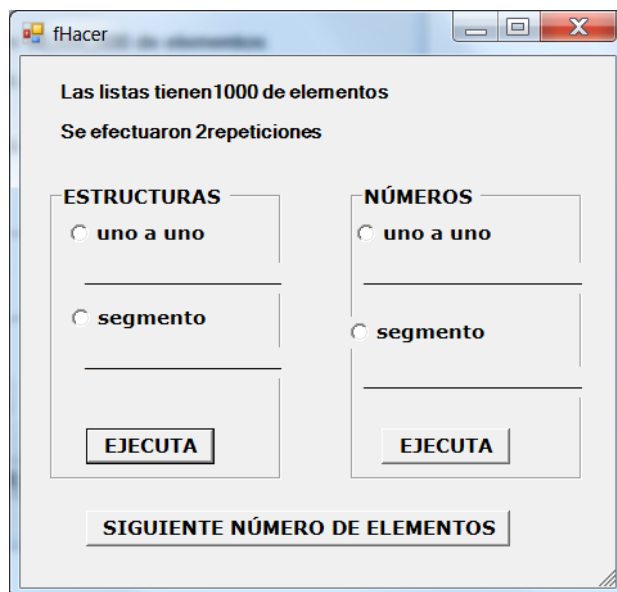 fHacer
Las listas tienen1000 de elementos
Se efectuaron 2repeticiones
ESTRUCTURAS
uno a uno
segmento
EJECUTA
NÚMEROS
uno a uno
segmento
EJECUTA
SIGUIENTE NÚMERO DE ELEMENTOS